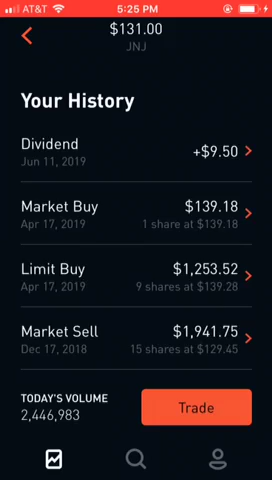 AT&T
5:25 PM
$131.00
JNJ
Your History
Dividend
+$9.50
Jun 11, 2019
Market Buy
$139.18
Apr 17, 2019
1 share at $139.18
Limit Buy
$1,253.52
Apr 17, 2019
9 shares at $139.28
Market Sell
$1,941.75
Dec 17, 2018
15 shares at $129.45
TODAY'S VOLUME
2,446,983
Trade